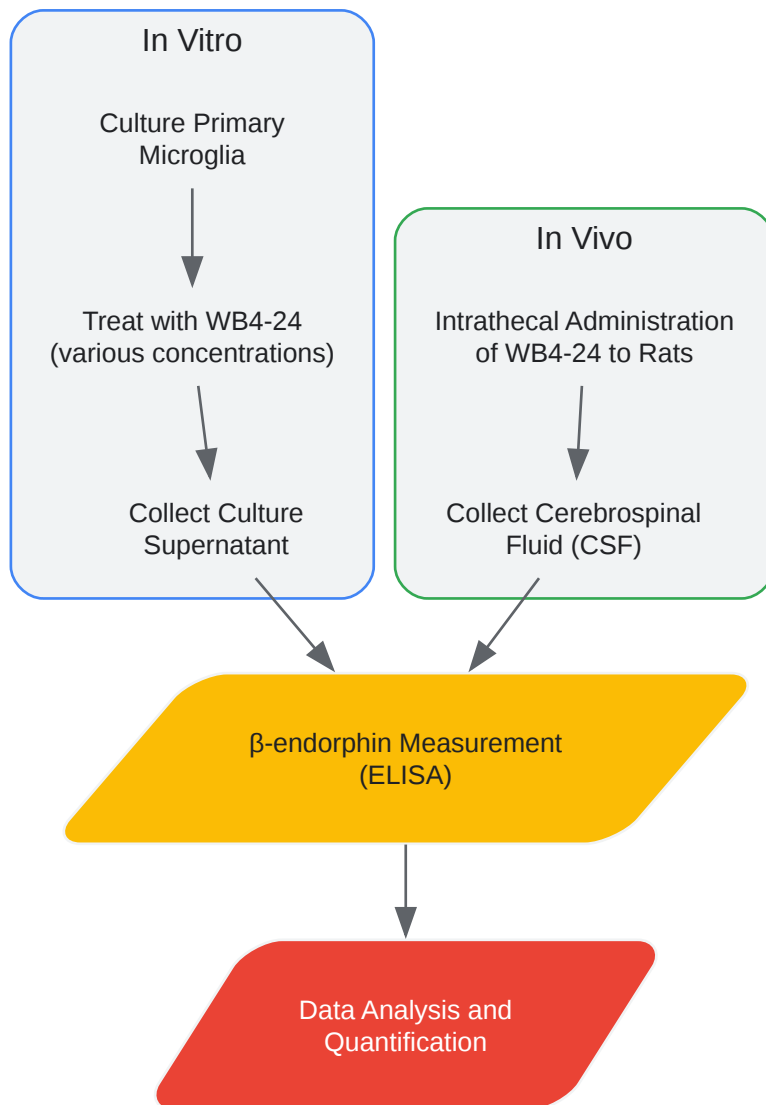 In Vitro
Culture Primary
Microglia
Treat with WB4-24
(various concentrations)
Collect Culture
Supernatant
In Vivo
Intrathecal Administration
of WB4-24 to Rats
Collect Cerebrospinal
Fluid (CSF)
β-endorphin Measurement
(ELISA)
Data Analysis and
Quantification